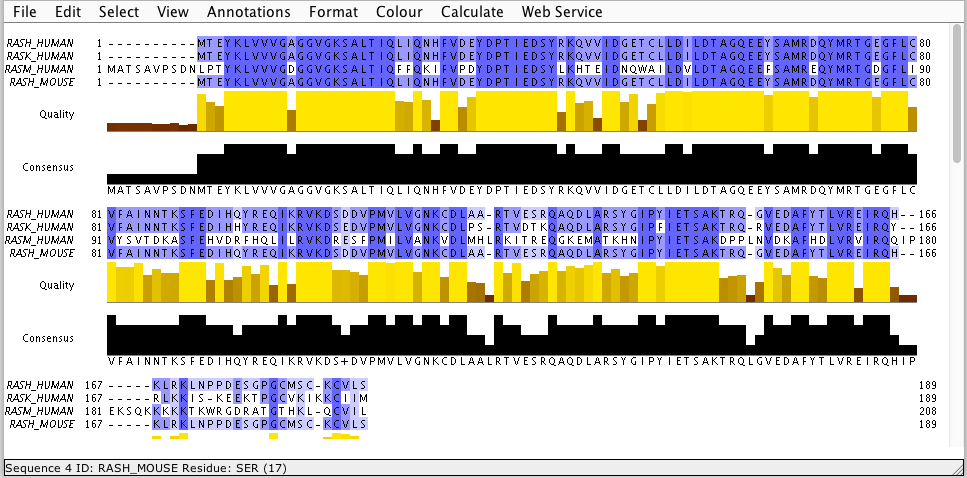 File Edit Select View Annotations Format Colour Calculate Web Service
RASH_HUMAN 1 ----------MTEYKLVVVGAGGVGKSALTIQLIQNHFVDEYDPTIEDSYRKQVVIDGETCLLDILDTAGQEEYSAMRDQYMRTGEGFLC 80
RASK_HUMAN 1 ----------MTEYKLVVVGAGGVGKSALTIQLIQNHFVDEYDPTIEDSYRKQVVIDGETCLLDILDTAGQEEYSAMRDQYMRTGEGFLC 80
RASM_HUMAN 1 MATSAVPSDNLPTYKLVVVGDGGVGKSALTIQFFQKIFVPDYDPTIEDSYLKHTEIDNQWAILDVLDTAGQEEFSAMREQYMRTGDGFLI 90
RASH_MOUSE 1 ----------MTEYKLVVVGAGGVGKSALTIQLIQNHFVDEYDPTIEDSYRKQVVIDGETCLLDILDTAGQEEYSAMRDQYMRTGEGFLC 80
Quality
Consensus
MATSAVPSDNMTEYKLVVVGAGGVGKSALTIQLIQNHFVDEYDPTIEDSYRKQVVIDGETCLLDILDTAGQEEYSAMRDQYMRTGEGFLC
RASH_HUMAN 81 VFAINNTKSFEDIHQYREQIKRVKDSDDVPMVLVGNKCDLAA-RTVESRQAQDLARSYGIPYIETSAKTRQ-GVEDAFYTLVREIRQH-- 166
RASK_HUMAN 81 VFAINNTKSFEDIHHYREQIKRVKDSEDVPMVLVGNKCDLPS-RTVDTKQAQDLARSYGIPFIETSAKTRQ-GVEDAFYTLVREIRQY-- 166
RASM_HUMAN 91 VYSVTDKASFEHVDRFHQLILRVKDRESFPMILVANKVDLMHLRKITREQGKEMATKHNIPYIETSAKDPPLNVDKAFHDLVRVIRQQIP 180
RASH_MOUSE 81 VFAINNTKSFEDIHQYREQIKRVKDSDDVPMVLVGNKCDLAA-RTVESRQAQDLARSYGIPYIETSAKTRQ-GVEDAFYTLVREIRQH-- 166
Quality
Consensus
VFAINNTKSFEDIHQYREQIKRVKDS+DVPMVLVGNKCDLAALRTVESRQAQDLARSYGIPYIETSAKTRQLGVEDAFYTLVREIRQHIP
RASH_HUMAN 167 -----KLRKLNPPDESGPGCMSC-KCVLS 189
RASK_HUMAN 167 -----RLKKIS-KEEKTPGCVKIKKCIIM 189
RASM_HUMAN 181 EKSQKKKKKTKWRGDRATGTHKL-QCVIL 208
RASH_MOUSE 167 -----KLRKLNPPDESGPGCMSC-KCVLS 189
Sequence 4 ID: RASH_MOUSE Residue: SER (17)